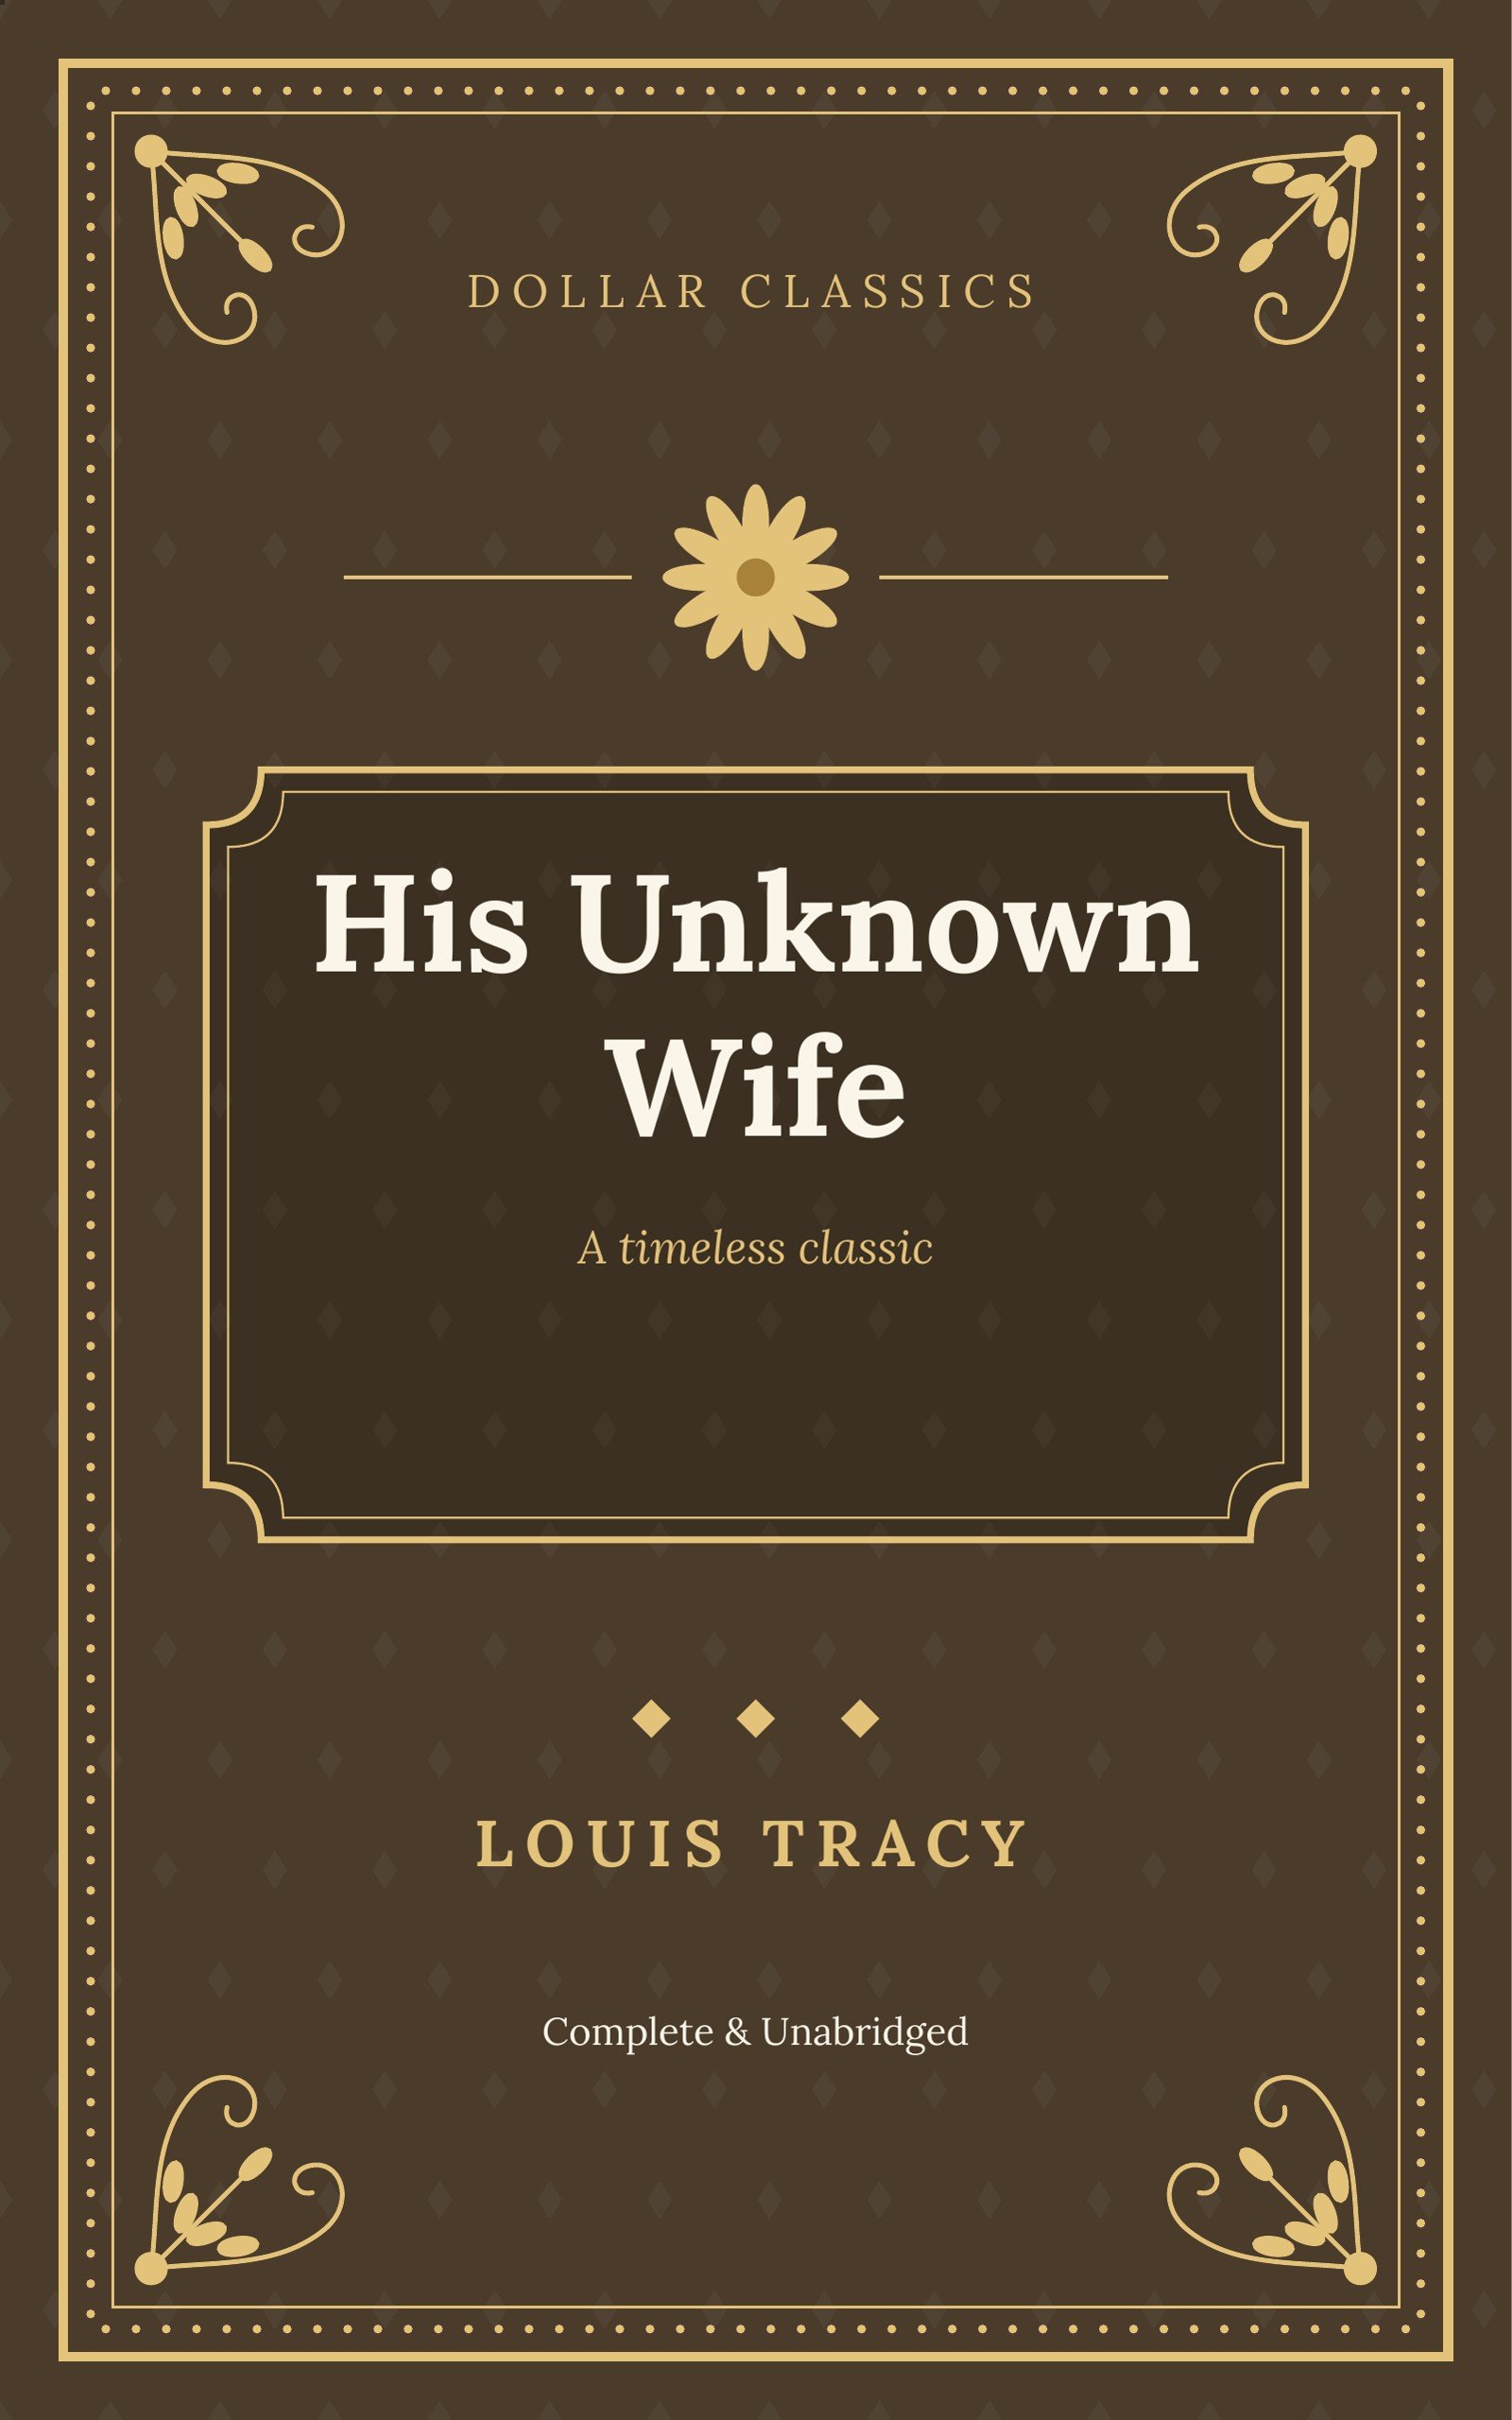 DOLLAR CLASSICS
His Unknown
Wife
A timeless classic
LOUIS TRACY
Complete & Unabridged